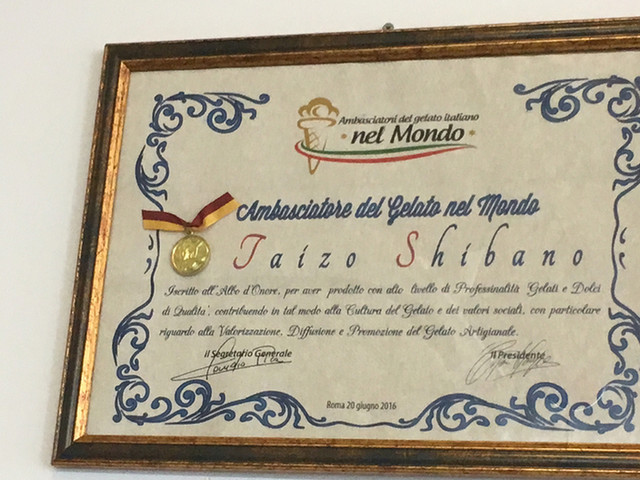 Ambasciatori del gelato italiano
nel Mondo
Ambasciatore del Gelato nel Mondo
Taizo Shibano
Iscritto all'Albo d'Onore, per aver prodotto con alto livello di Professinalità Gelati e Dolci
di Qualita', contribuendo in tal modo alla Cultura del Gelato e dei valori sociali, con particolare
riguardo alla Valorizzazione, Diffusione e Promozione del Gelato Artigianale.
il Segretario Generale
Il Presidente
Roma 20 giugno 2016